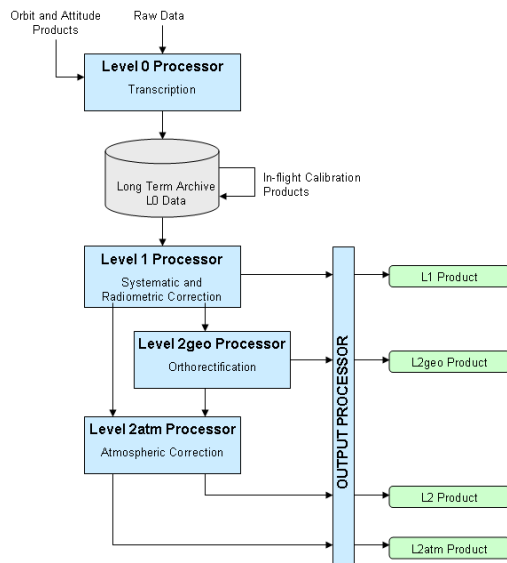 Orbit and Attitude
Products
Raw Data
Level 0 Processor
Transcription
Long Term Archive
L0 Data
In-flight Calibration
Products
Level 1 Processor
Systematic and
Radiometric Correction
Level 2geo Processor
Orthorectification
Level 2atm Processor
Atmospheric Correction
OUTPUT PROCESSOR
L1 Product
L2geo Product
L2 Product
L2atm Product